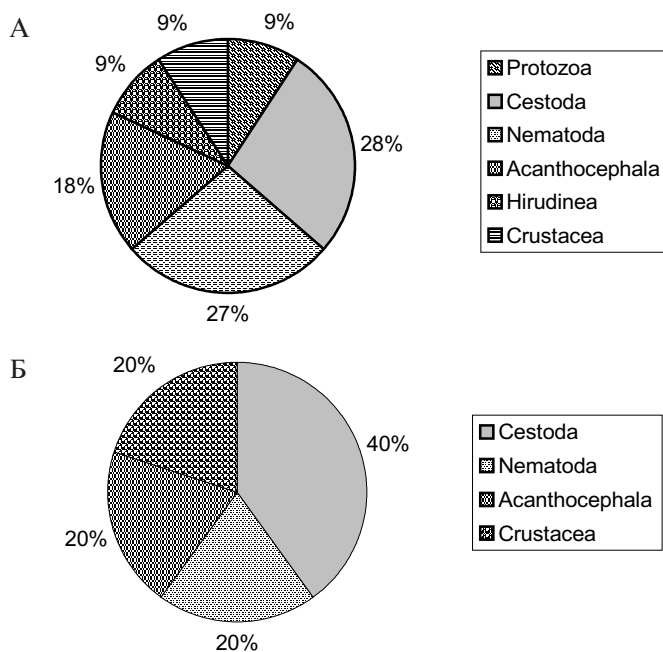 А
9%
9%
9%
28%
18%
27%
Protozoa
Cestoda
Nematoda
Acanthocephala
Hirudinea
Crustacea
Б
20%
40%
20%
20%
Cestoda
Nematoda
Acanthocephala
Crustacea